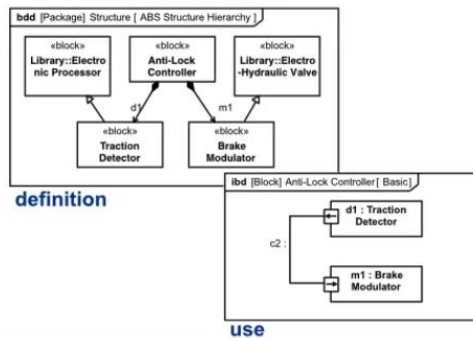 bdd [Package] Structure [ ABS Structure Hierarchy ]
«block»
Library::Electro
nic Processor
«block»
Anti-Lock
Controller
«block»
Library::Electro
-Hydraulic Valve
d1
m1
«block»
Traction
Detector
«block»
Brake
Modulator
definition
ibd [Block] Anti-Lock Controller[ Basic]
d1 : Traction
Detector
c2 :
m1 : Brake
Modulator
use